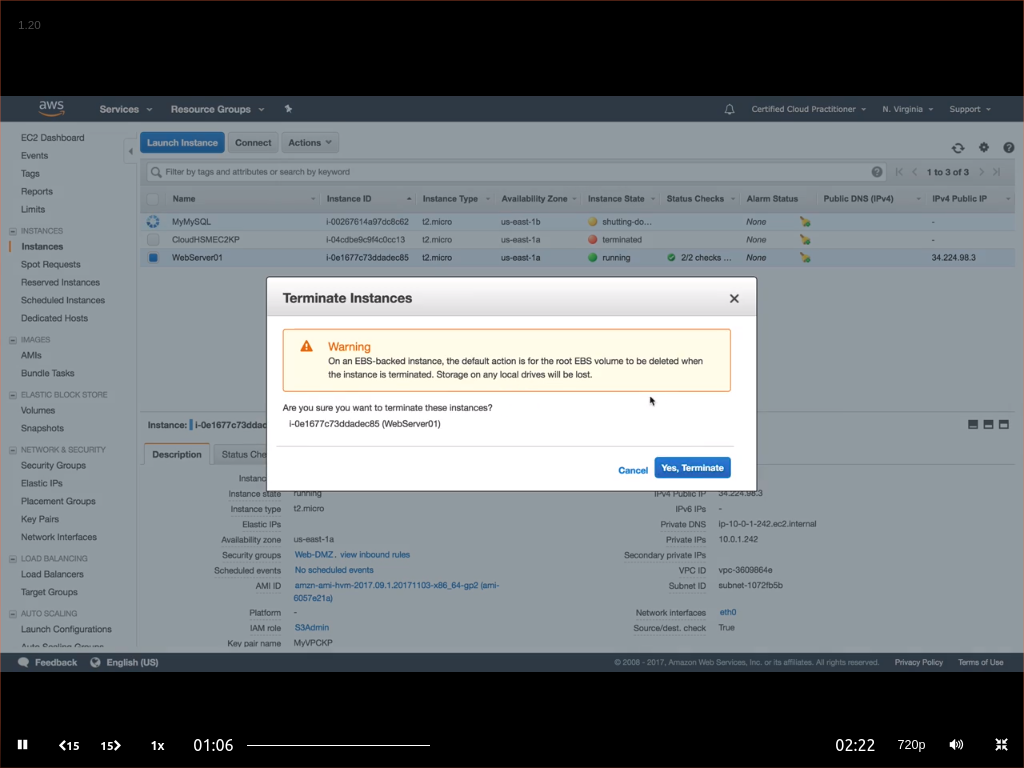 1.20
aws Services Resource Groups Certified Cloud Practitioner N. Virginia Support
EC2 Dashboard
Events
Tags
Reports
Limits
INSTANCES
Instances
Spot Requests
Reserved Instances
Scheduled Instances
Dedicated Hosts
IMAGES
AMIs
Bundle Tasks
ELASTIC BLOCK STORE
Volumes
Snapshots
NETWORK & SECURITY
Security Groups
Elastic IPs
Placement Groups
Key Pairs
Network Interfaces
LOAD BALANCING
Load Balancers
Target Groups
AUTO SCALING
Launch Configurations
Auto Scaling Groups
Launch Instance Connect Actions
Filter by tags and attributes or search by keyword 1 to 3 of 3
Name Instance ID Instance Type Availability Zone Instance State Status Checks Alarm Status Public DNS (IPv4) IPv4 Public IP
MyMySQL i-00267614a97dc8c62 t2.micro us-east-1b shutting-do... None -
CloudHSMEC2KP i-04cdbe9c9f4c0cc13 t2.micro us-east-1a terminated None -
WebServer01 i-0e1677c73ddadec85 t2.micro us-east-1a running 2/2 checks ... None 34.224.98.3
Terminate Instances
Warning
On an EBS-backed instance, the default action is for the root EBS volume to be deleted when
the instance is terminated. Storage on any local drives will be lost.
Are you sure you want to terminate these instances?
i-0e1677c73ddadec85 (WebServer01)
Cancel Yes, Terminate
Instance: i-0e1677c73ddadec
Description Status Che
Instanc
Instance state running IPv4 Public IP 34.224.98.3
Instance type t2.micro IPv6 IPs -
Elastic IPs Private DNS ip-10-0-1-242.ec2.internal
Availability zone us-east-1a Private IPs 10.0.1.242
Security groups Web-DMZ. view inbound rules Secondary private IPs
Scheduled events No scheduled events VPC ID vpc-3609864e
AMI ID amzn-ami-hvm-2017.09.1.20171103-x86_64-gp2 (ami- Subnet ID subnet-1072fb5b
6057e21a)
Platform - Network interfaces eth0
IAM role S3Admin Source/dest. check True
Key pair name MyVPCKP
Feedback English (US) © 2008 - 2017, Amazon Web Services, Inc. or its affiliates. All rights reserved. Privacy Policy Terms of Use
15 15 1x 01:06 02:22 720p